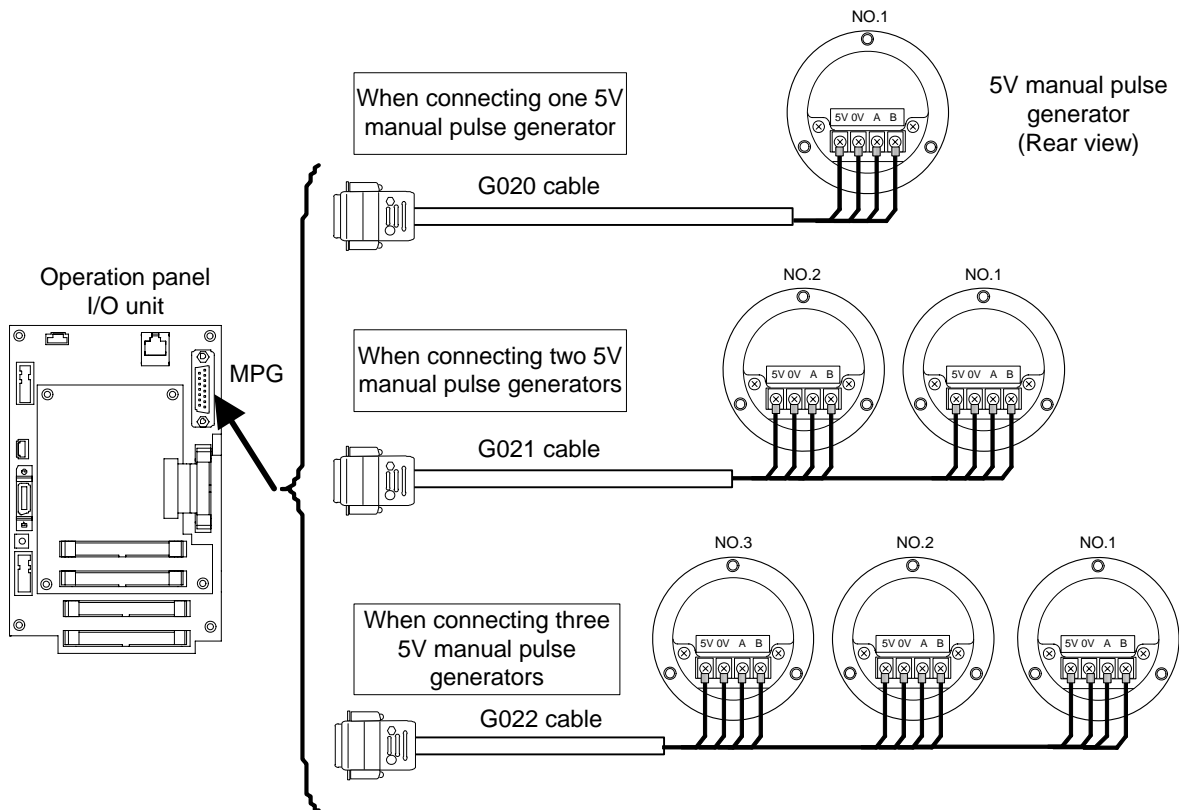 NO.1
5V 0V A B
5V manual pulse
generator
(Rear view)
When connecting one 5V
manual pulse generator
G020 cable
Operation panel
I/O unit
MPG
NO.2
NO.1
5V 0V A B
5V 0V A B
When connecting two 5V
manual pulse generators
G021 cable
NO.3
NO.2
NO.1
5V 0V A B
5V 0V A B
5V 0V A B
When connecting three
5V manual pulse
generators
G022 cable